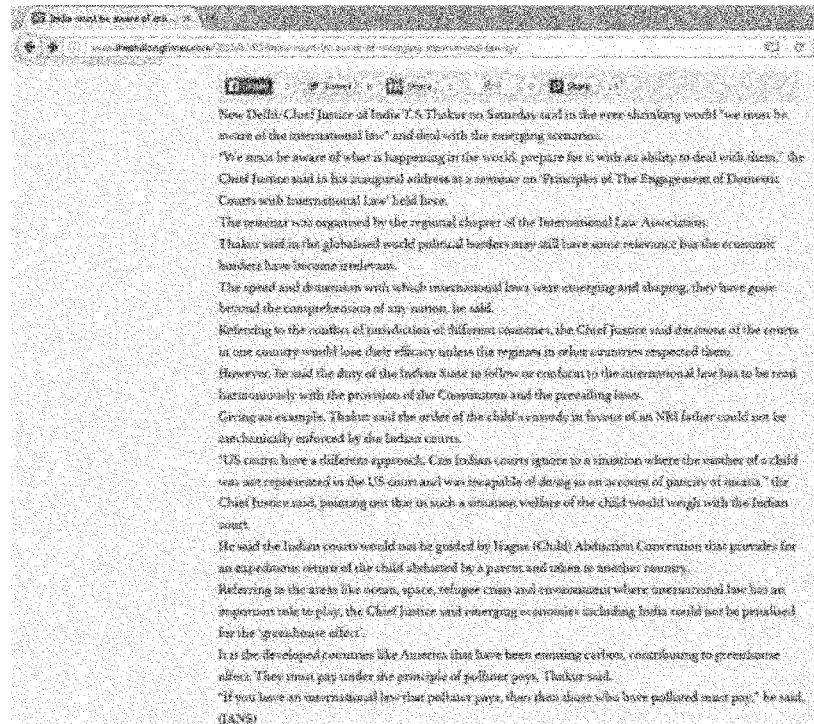 India must be aware of
Share Tweet Share Share
New Delhi: Chief Justice of India T.S Thakur on Saturday said in the ever shrinking world "we must be
aware of the international law" and deal with the emerging scenarios.
"We must be aware of what is happening in the world, prepare for it with an ability to deal with them," the
Chief Justice said in his inaugural address at a seminar on 'Principles of The Engagement of Domestic
Courts with International Law' held here.
The seminar was organised by the regional chapter of the International Law Association.
Thakur said in the globalised world political borders may still have some relevance but the economic
borders have become irrelevant.
The speed and dimension with which international laws were emerging and shaping, they have gone
beyond the comprehension of any nation, he said.
Referring to the conflict of jurisdiction of different countries, the Chief Justice said decisions of the courts
in one country would lose their efficacy unless the regimes in other countries respected them.
However, he said the duty of the Indian State to follow or conform to the international law has to be read
harmoniously with the provision of the Constitution and the prevailing laws.
Giving an example, Thakur said the order of the child's custody in favour of an NRI father could not be
mechanically enforced by the Indian courts.
"US courts have a different approach. Can Indian courts ignore to a situation where the mother of a child
was not represented in the US court and was incapable of doing so on account of paucity of means," the
Chief Justice said, pointing out that in such a situation welfare of the child would weigh with the Indian
court.
He said the Indian courts would not be guided by Hague (Child) Abduction Convention that provides for
an expeditious return of the child abducted by a parent and taken to another country.
Referring to the areas like ocean, space, refugee crisis and environment where international law has an
important role to play, the Chief Justice said emerging economies including India could not be penalised
for the 'greenhouse effect'.
It is the developed countries like America that have been emitting carbon, contributing to greenhouse
effect. They must pay under the principle of polluter pays, Thakur said.
"If you have an international law that polluter pays, then those who have polluted must pay," he said.
(IANS)